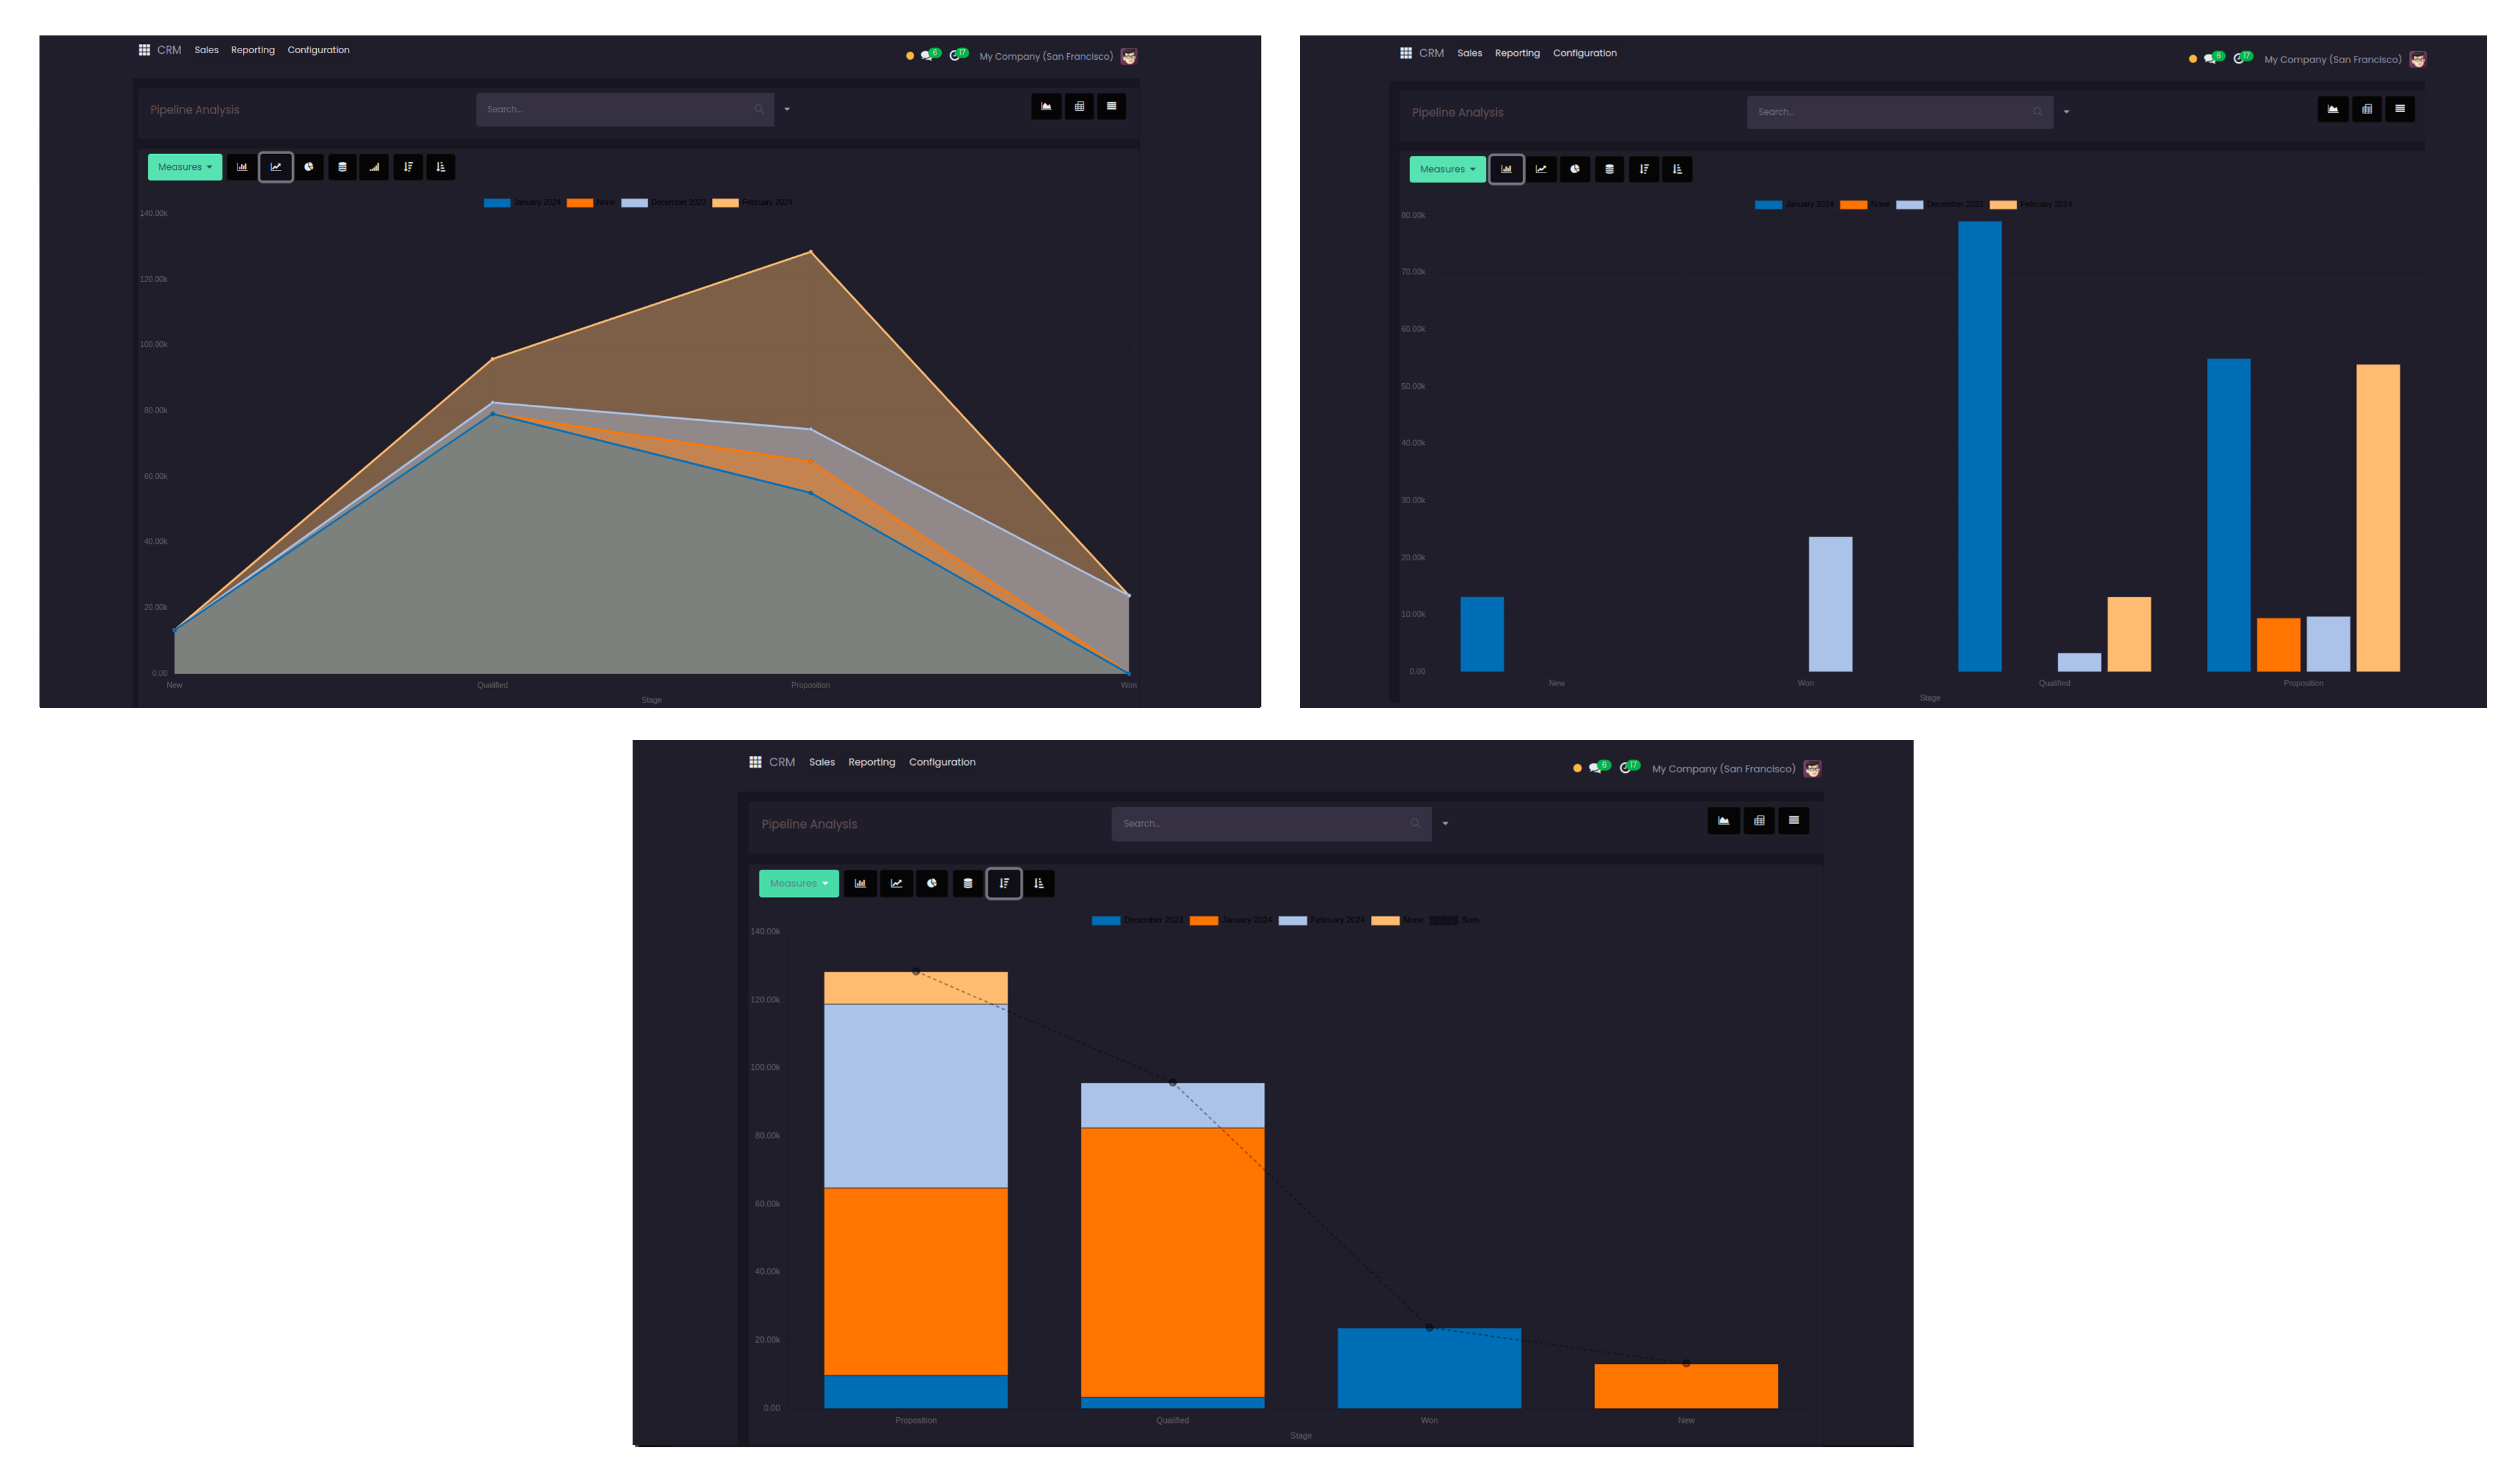 CRM Sales Reporting Configuration
6 17 My Company (San Francisco)
Pipeline Analysis
Search...
Measures
January 2024 None December 2023 February 2024
140.00k
120.00k
100.00k
80.00k
60.00k
40.00k
20.00k
0.00
New Qualified Proposition Won
Stage
CRM Sales Reporting Configuration
6 17 My Company (San Francisco)
Pipeline Analysis
Search...
Measures
January 2024 None December 2023 February 2024
80.00k
70.00k
60.00k
50.00k
40.00k
30.00k
20.00k
10.00k
0.00
New Won Qualified Proposition
Stage
CRM Sales Reporting Configuration
6 17 My Company (San Francisco)
Pipeline Analysis
Search...
Measures
December 2023 January 2024 February 2024 None Sum
140.00k
120.00k
100.00k
80.00k
60.00k
40.00k
20.00k
0.00
Proposition Qualified Won New
Stage